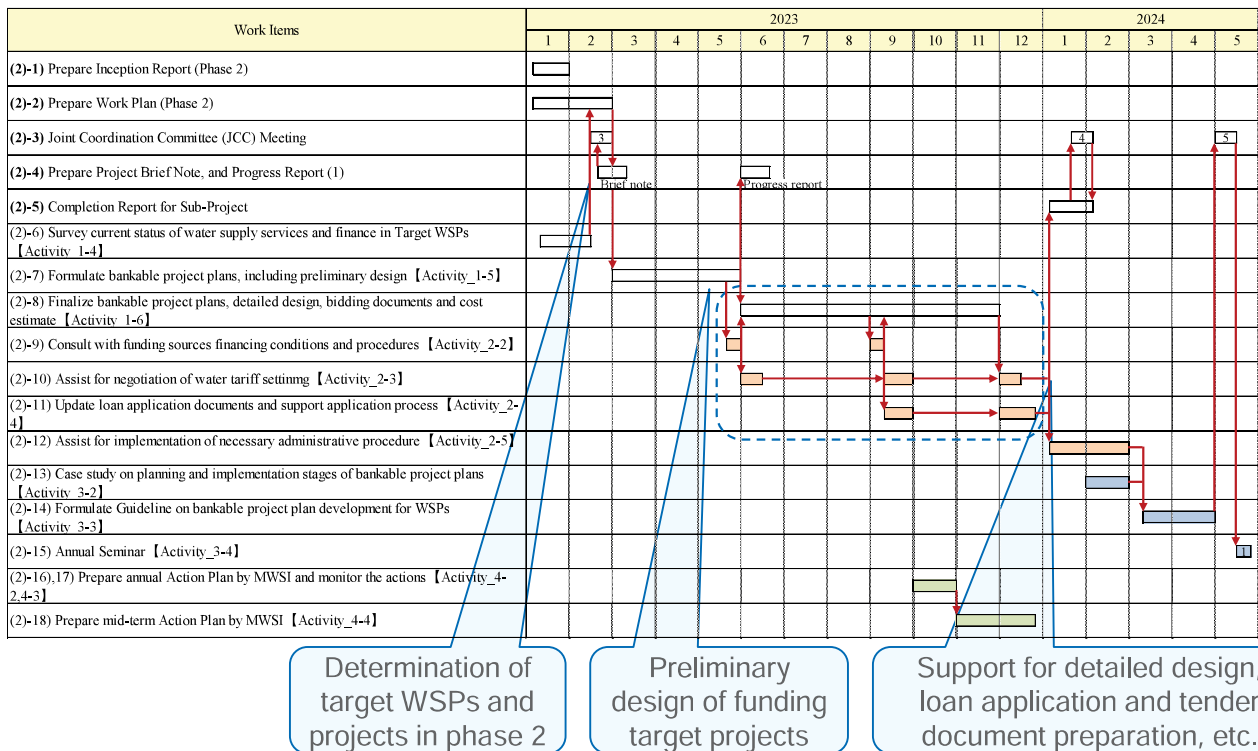 Work Items
2023
2024
1 2 3 4 5 6 7 8 9 10 11 12 1 2 3 4 5
(2)-1) Prepare Inception Report (Phase 2)
(2)-2) Prepare Work Plan (Phase 2)
(2)-3) Joint Coordination Committee (JCC) Meeting
3
4
5
(2)-4) Prepare Project Brief Note, and Progress Report (1)
Brief note
Progress report
(2)-5) Completion Report for Sub-Project
(2)-6) Survey current status of water supply services and finance in Target WSPs
【Activity_1-4】
(2)-7) Formulate bankable project plans, including preliminary design【Activity_1-5】
(2)-8) Finalize bankable project plans, detailed design, bidding documents and cost
estimate【Activity_1-6】
(2)-9) Consult with funding sources financing conditions and procedures【Activity_2-2】
(2)-10) Assist for negotiation of water tariff settinmg【Activity_2-3】
(2)-11) Update loan application documents and support application process【Activity_2-
4】
(2)-12) Assist for implementation of necessary administrative procedure【Activity_2-5】
(2)-13) Case study on planning and implementation stages of bankable project plans
【Activity_3-2】
(2)-14) Formulate Guideline on bankable project plan development for WSPs
【Activity_3-3】
(2)-15) Annual Seminar【Activity_3-4】
1
(2)-16),17) Prepare annual Action Plan by MWSI and monitor the actions【Activity_4-
2,4-3】
(2)-18) Prepare mid-term Action Plan by MWSI【Activity_4-4】
Determination of
target WSPs and
projects in phase 2
Preliminary
design of funding
target projects
Support for detailed design,
loan application and tender
document preparation, etc